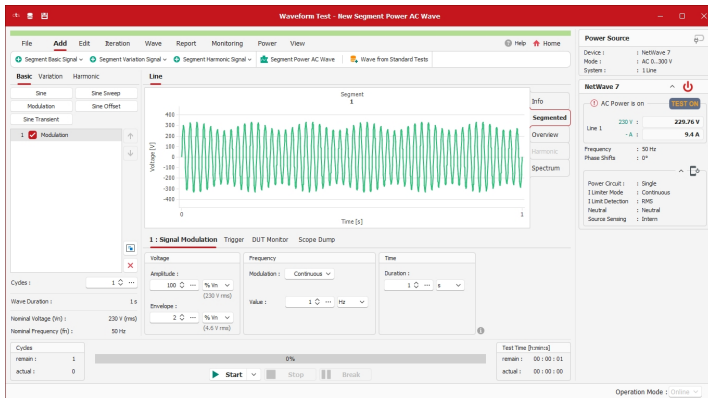 Waveform Test - New Segment Power AC Wave
File Add Edit Iteration Wave Report Monitoring Power View
Help Home
Segment Basic Signal Segment Variation Signal Segment Harmonic Signal Segment Power AC Wave Wave from Standard Tests
Basic Variation Harmonic
Sine Sine Sweep
Modulation Sine Offset
Sine Transient
1 Modulation
Cycles : 1
Wave Duration : 1 s
Nominal Voltage (Vn) : 230 V (rms)
Nominal Frequency (fn) : 50 Hz
Line
Segment
1
400
300
200
100
0
-100
-200
-300
-400
Voltage [V]
0 1
Time [s]
Info
Segmented
Overview
Harmonic
Spectrum
1 : Signal Modulation Trigger DUT Monitor Scope Dump
Voltage
Amplitude :
100 ... % Vn
(230 V rms)
Envelope :
2 ... % Vn
(4.6 V rms)
Frequency
Modulation : Continuous
Value : 1 ... Hz
Time
Duration :
1 ... s
Cycles
remain : 1
actual : 0
0%
Start Stop Break
Test Time [h:min:s]
remain : 00 : 00 : 01
actual : 00 : 00 : 00
Power Source
Device : : NetWave 7
Mode : : AC 0...300 V
System : : 1 Line
NetWave 7
AC Power is on TEST ON
Line 1
230 V : 229.76 V
- A : 9.4 A
Frequency : 50 Hz
Phase Shifts : 0°
Power Circuit : : Single
I Limiter Mode : Continuous
I Limit Detection : RMS
Neutral : Neutral
Source Sensing : Intern
Operation Mode : Online